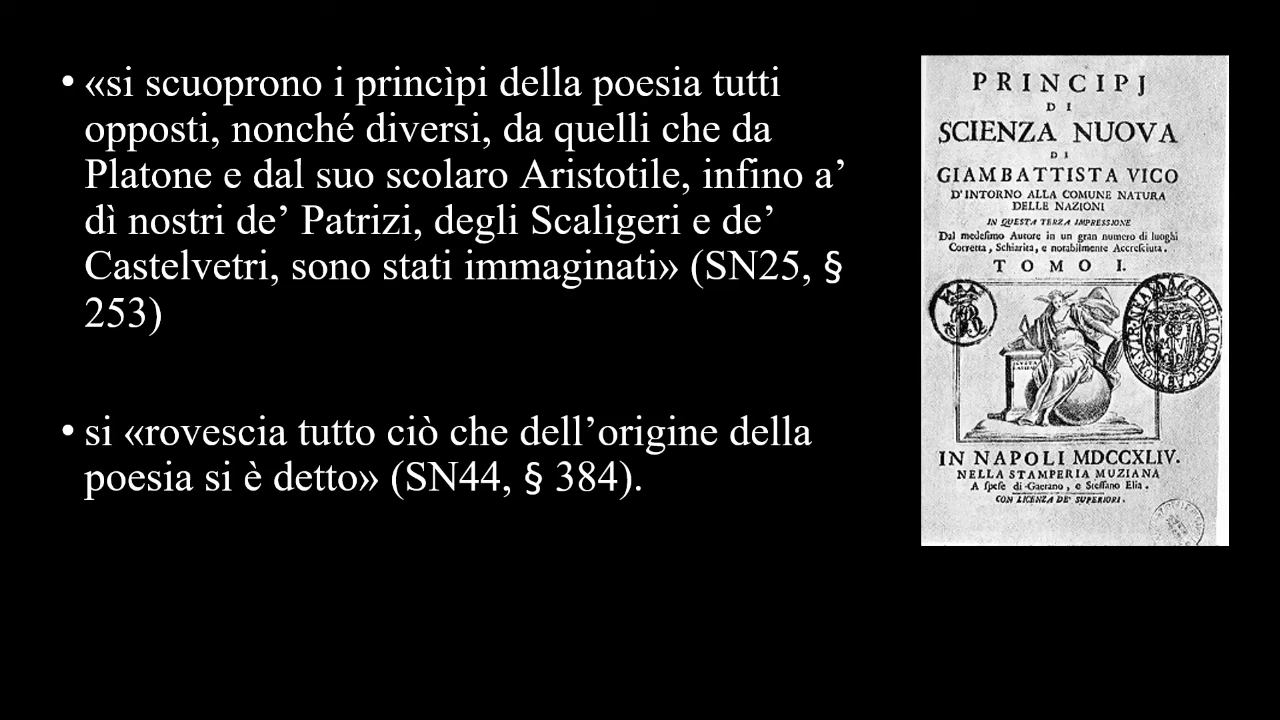 • «si scuoprono i princìpi della poesia tutti
opposti, nonché diversi, da quelli che da
Platone e dal suo scolaro Aristotile, infino a’
dì nostri de’ Patrizi, degli Scaligeri e de’
Castelvetri, sono stati immaginati» (SN25, §
253)
• si «rovescia tutto ciò che dell’origine della
poesia si è detto» (SN44, § 384).
PRINCIPJ
DI
SCIENZA NUOVA
DI
GIAMBATTISTA VICO
D'INTORNO ALLA COMUNE NATURA
DELLE NAZIONI
IN QUESTA TERZA IMPRESSIONE
Dal medesimo Autore in un gran numero di luoghi
Corretta, Schiarita, e notabilmente Accresciuta.
TOMO I.
IN NAPOLI MDCCXLIV.
NELLA STAMPERIA MUZIANA
A spese di Gaetano, e Steffano Elia.
CON LICENZA DE' SUPERIORI.